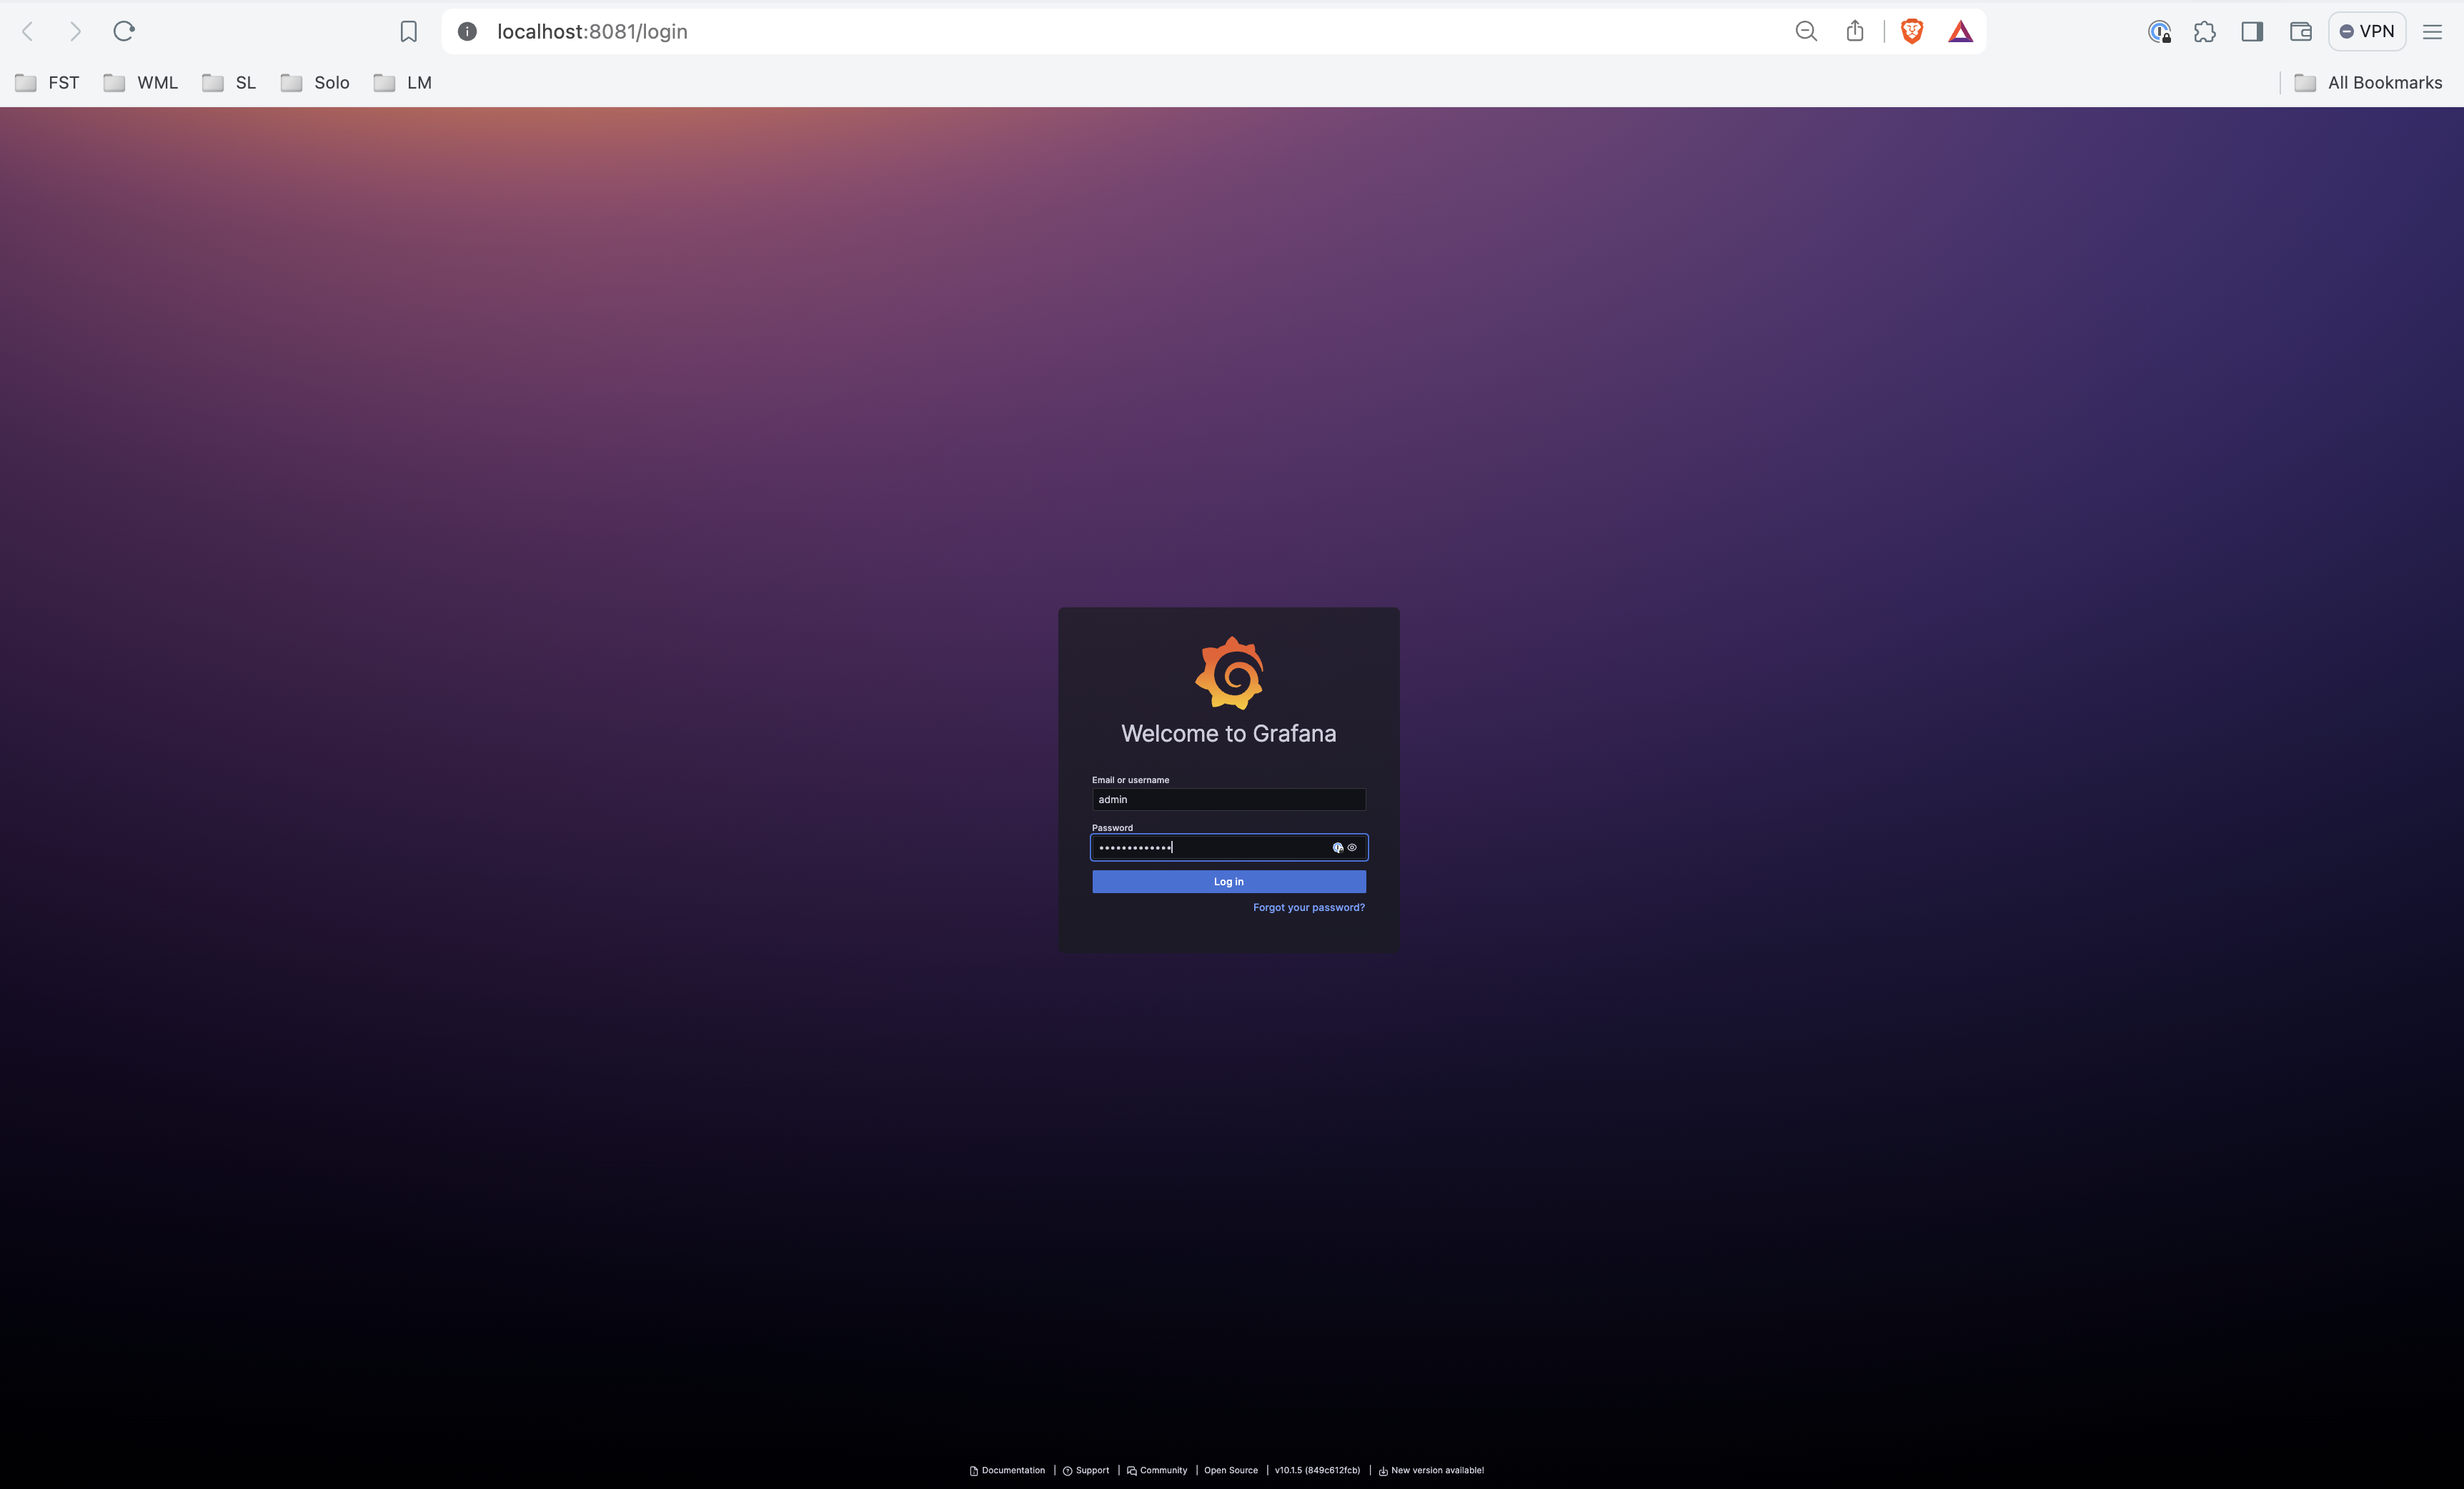 localhost:8081/login
VPN
FST WML SL Solo LM All Bookmarks
Welcome to Grafana
Email or username
admin
Password
•••••••••••••
Log in
Forgot your password?
Documentation | Support | Community | Open Source | v10.1.5 (849c612fcb) | New version available!